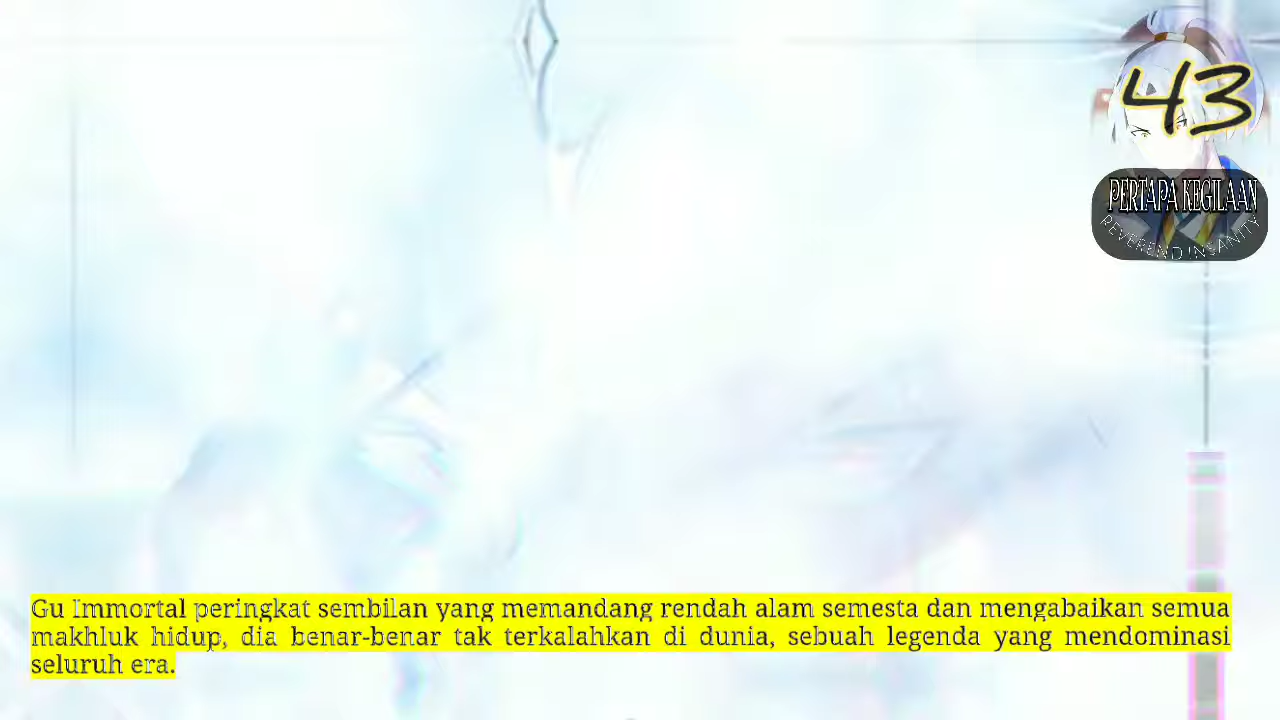 43
PERTAPA KEGILAAN
REVEREND INSANITY
Gu Immortal peringkat sembilan yang memandang rendah alam semesta dan mengabaikan semua
makhluk hidup, dia benar-benar tak terkalahkan di dunia, sebuah legenda yang mendominasi
seluruh era.